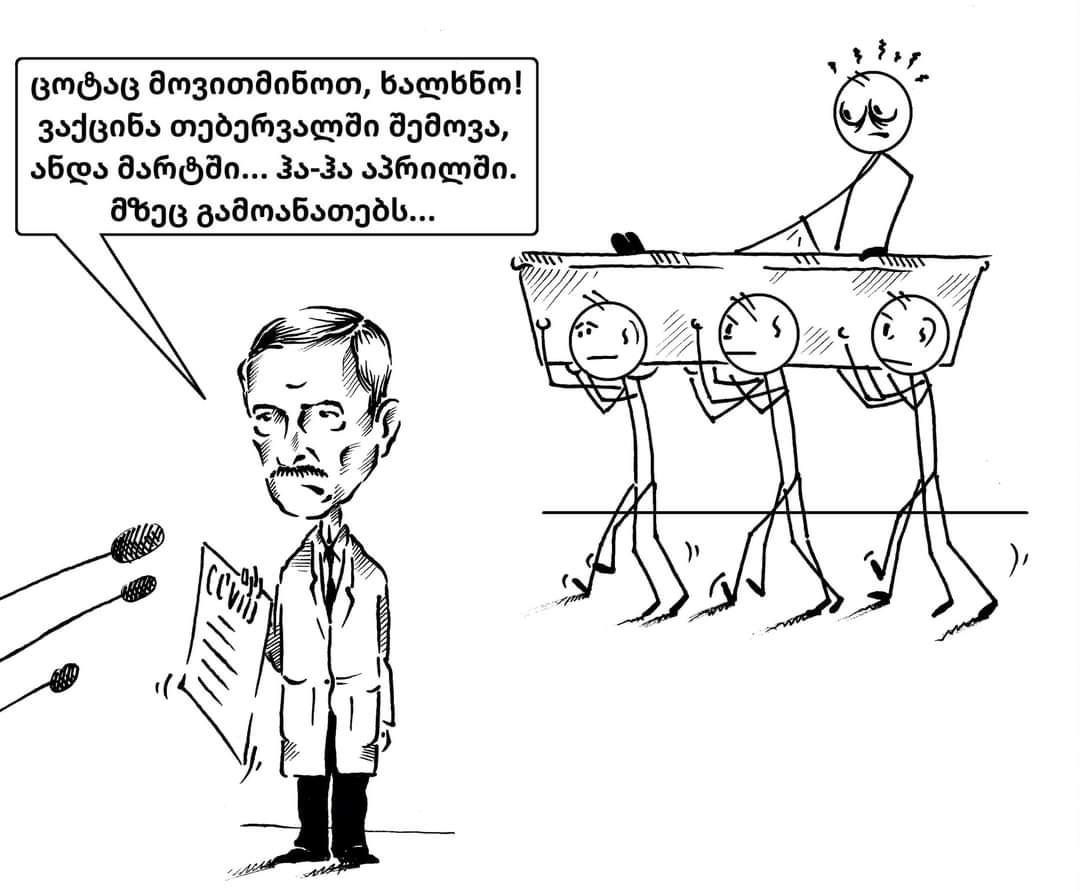 ცოტაც მოვითმინოთ, ხალხნო!
ვაქცინა თებერვალში შემოვა,
ანდა მარტში... ჰა-ჰა აპრილში.
მზეც გამოანათებს...